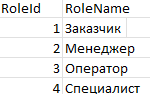 RoleId RoleName
1 Заказчик
2 Менеджер
3 Оператор
4 Специалист